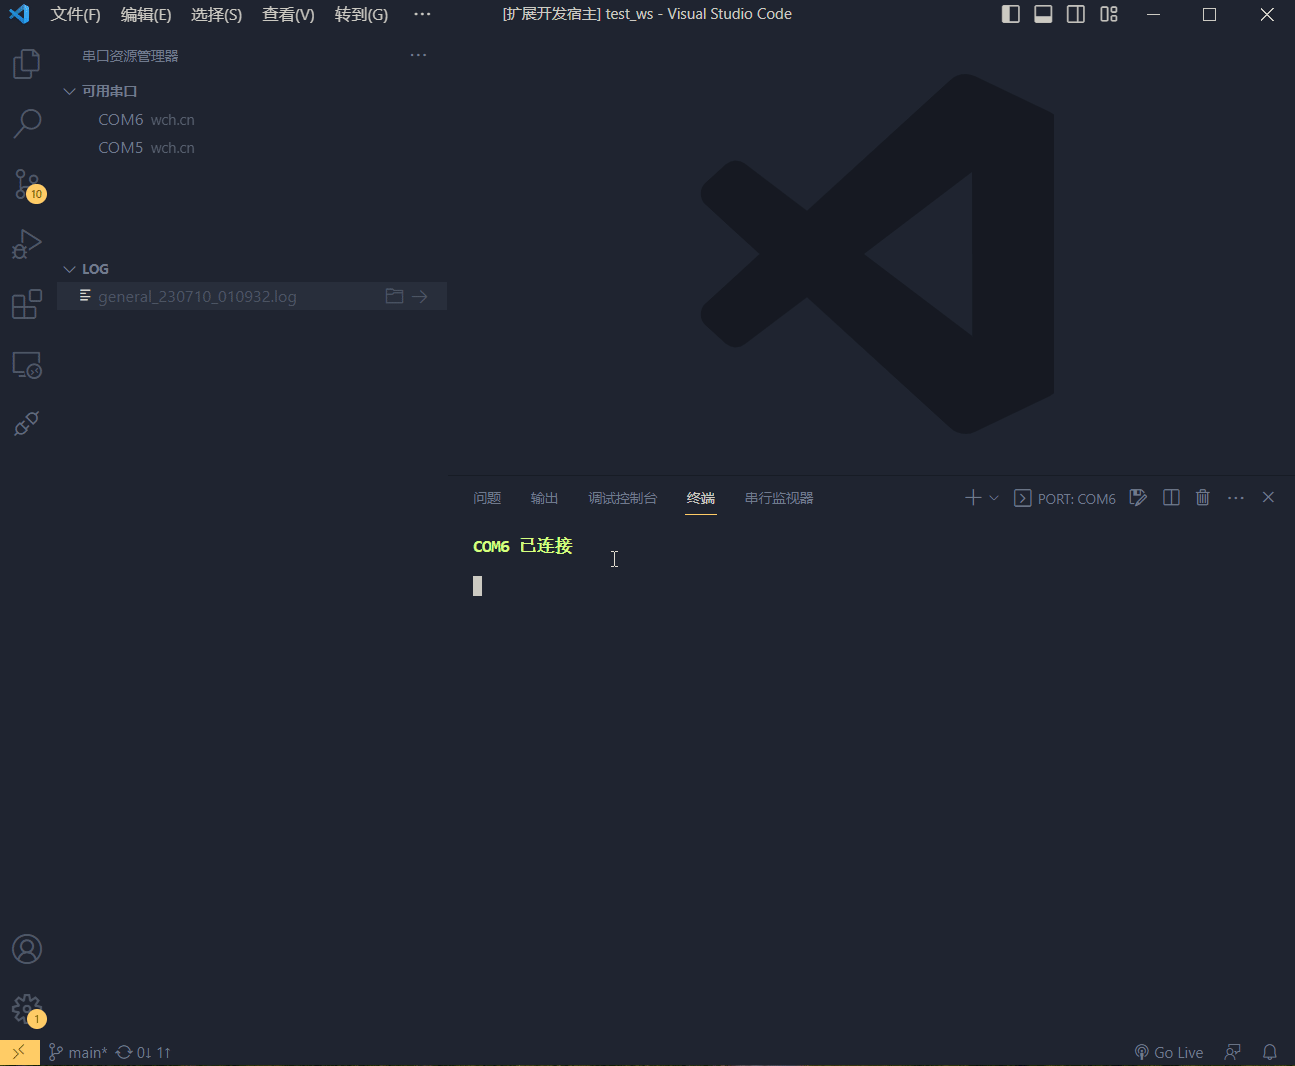 文件(F) 编辑(E) 选择(S) 查看(V) 转到(G) ··· [扩展开发宿主] test_ws - Visual Studio Code
串口资源管理器 ···
可用串口
COM6 wch.cn
COM5 wch.cn
10
LOG
general_230710_010932.log
问题 输出 调试控制台 终端 串行监视器 PORT: COM6 ···
COM6 已连接
1
main* 0↓ 1↑ Go Live